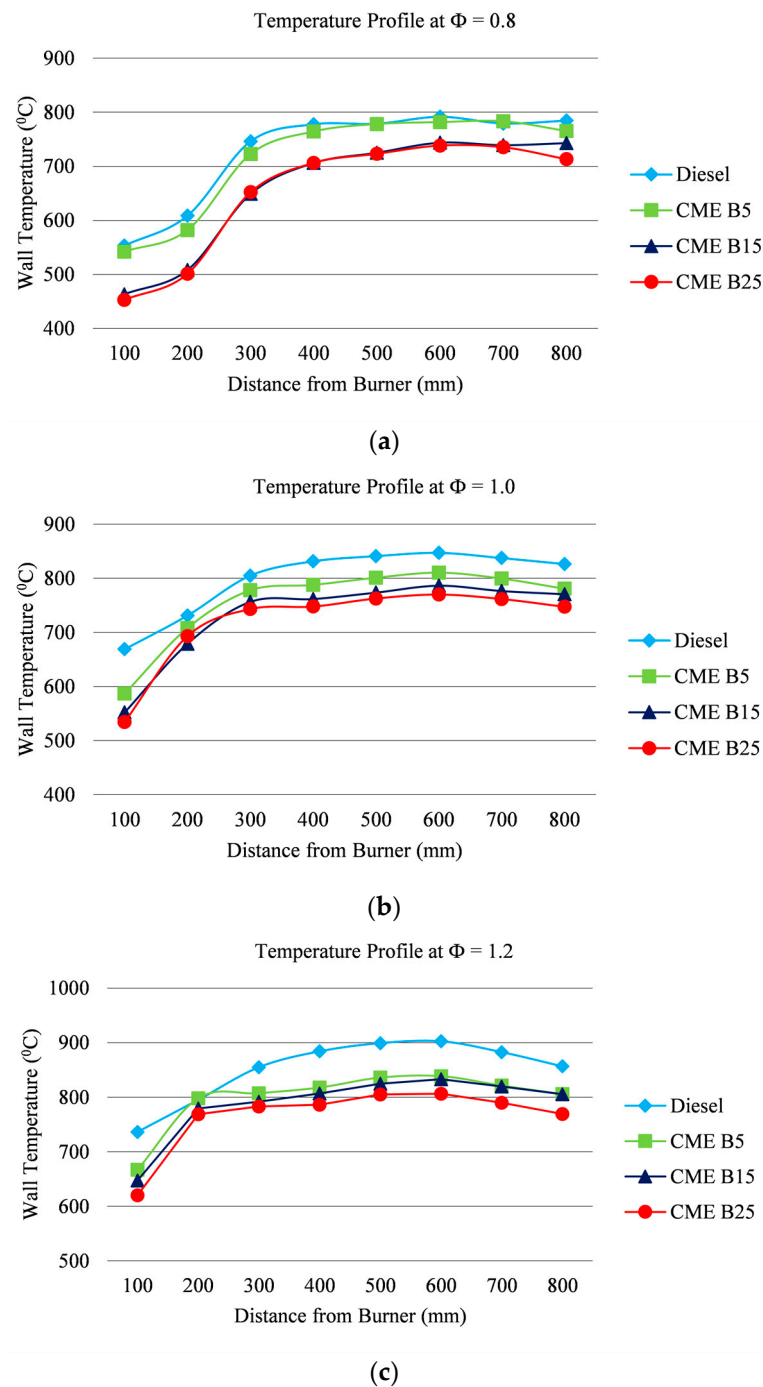 Temperature Profile at Φ = 0.8
900
800
700
600
500
400
Wall Temperature (⁰C)
100 200 300 400 500 600 700 800
Distance from Burner (mm)
Diesel
CME B5
CME B15
CME B25
(a)
Temperature Profile at Φ = 1.0
900
800
700
600
500
400
Wall Temperature (⁰C)
100 200 300 400 500 600 700 800
Distance from Burner (mm)
Diesel
CME B5
CME B15
CME B25
(b)
Temperature Profile at Φ = 1.2
1000
900
800
700
600
500
Wall Temperature (⁰C)
100 200 300 400 500 600 700 800
Distance from Burner (mm)
Diesel
CME B5
CME B15
CME B25
(c)